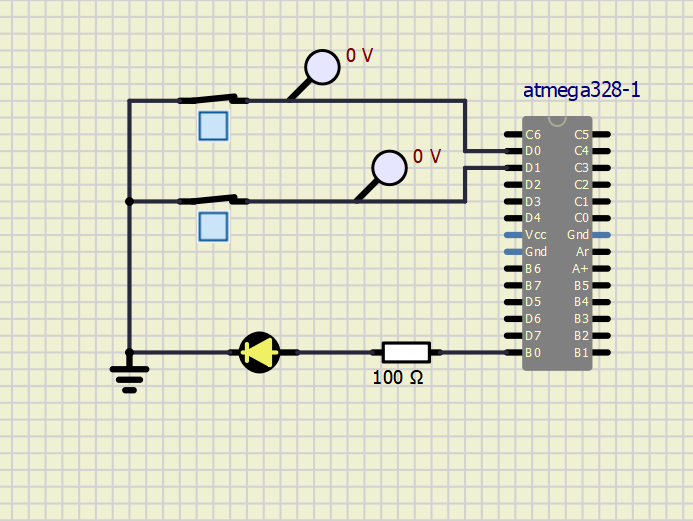 0 V
atmega328-1
0 V
C6 C5
D0 C4
D1 C3
D2 C2
D3 C1
D4 C0
Vcc Gnd
Gnd Ar
B6 A+
B7 B5
D5 B4
D6 B3
D7 B2
B0 B1
100 Ω